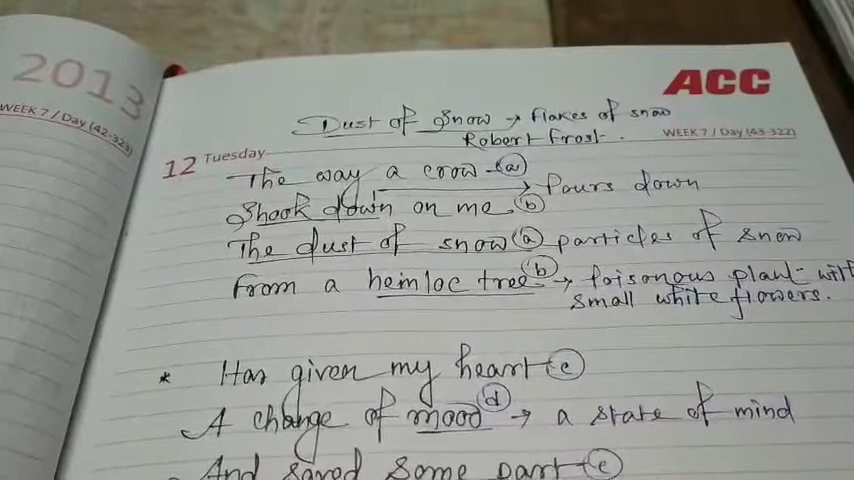 2013
WEEK 7 / Day (42-323)
ACC
Dust of Snow → Flakes of snow
Robert Frost.
WEEK 7 / Day (43-322)
12 Tuesday
The way a crow - (a)
Shook down on me. (b) → Pours down
The dust of snow (a) particles of snow
From a hemloc tree. (b) → Poisonous plant with
small white flowers.
* Has given my heart (c)
A change of mood (d) → a state of mind
And saved some part (c)